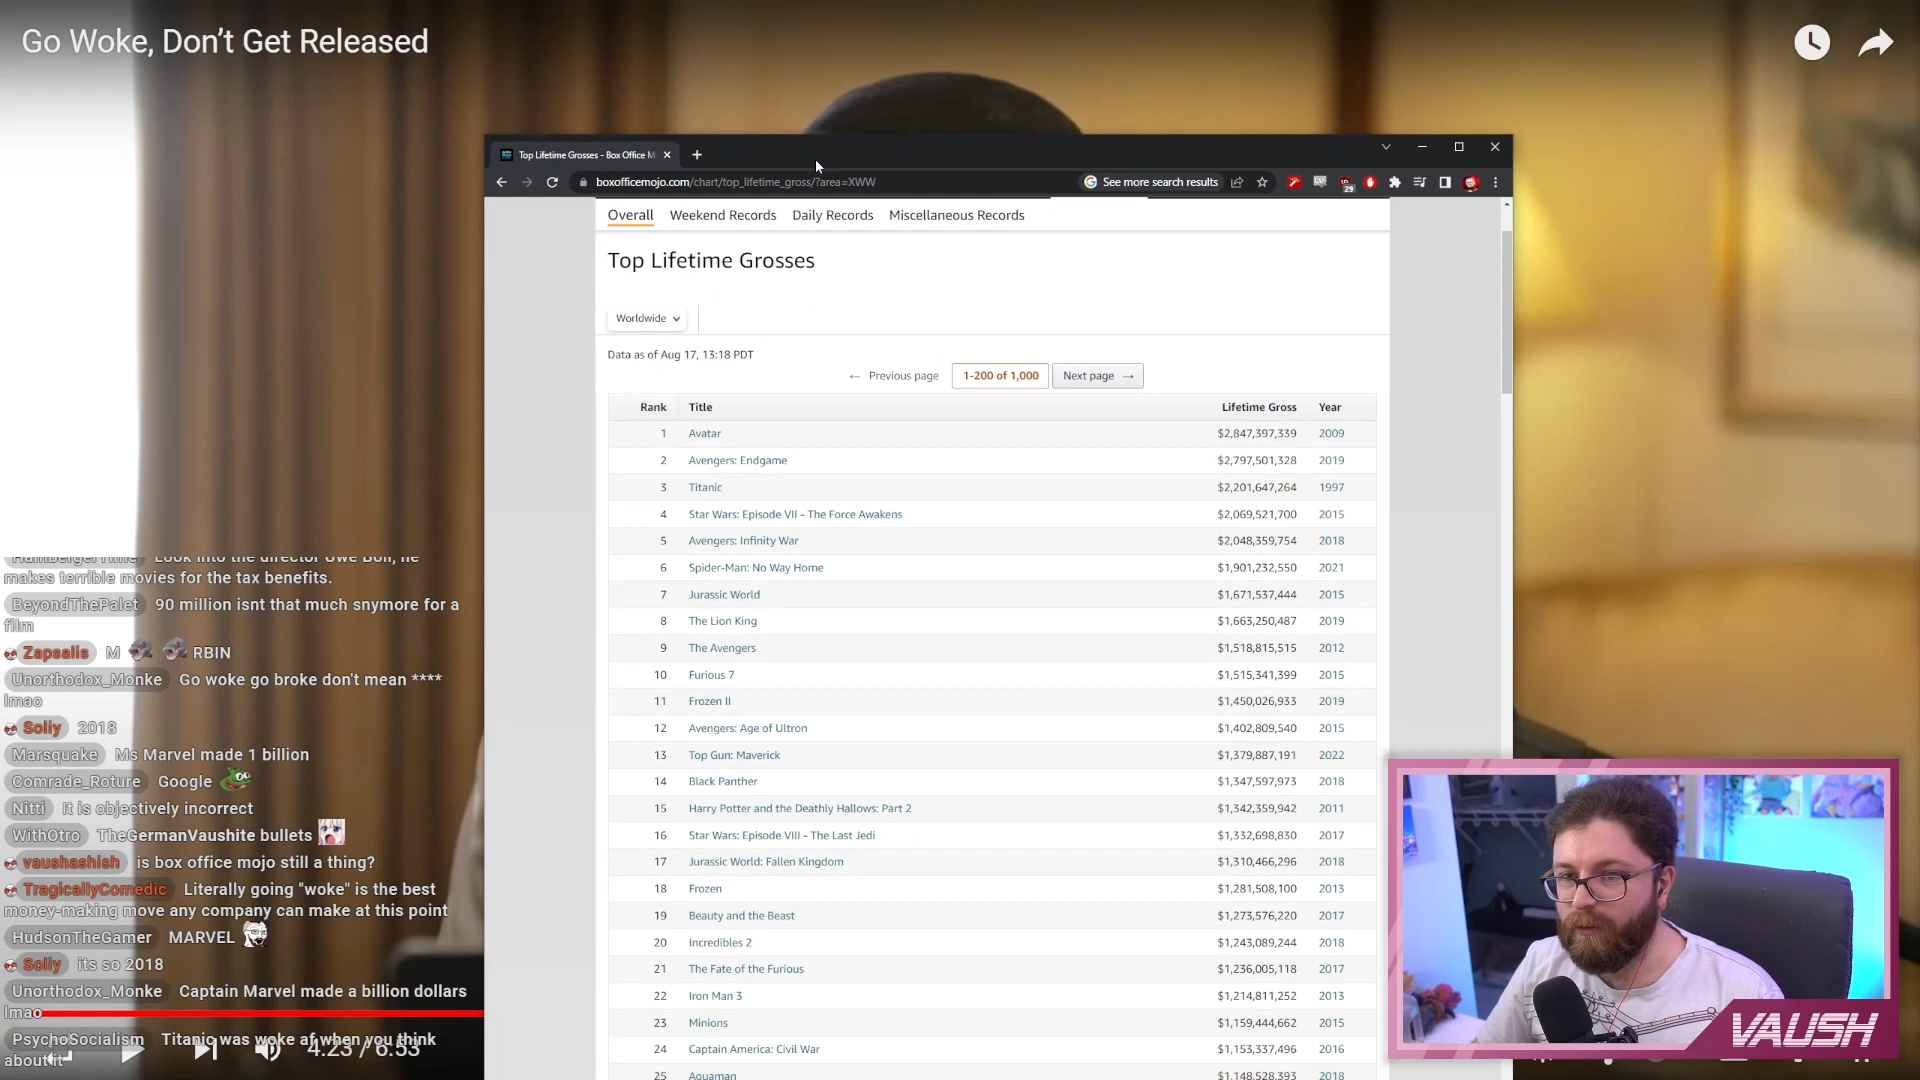 Go Woke, Don’t Get Released
Top Lifetime Grosses - Box Office M
boxofficemojo.com/chart/top_lifetime_gross/?area=XWW
See more search results
29
Overall Weekend Records Daily Records Miscellaneous Records
Top Lifetime Grosses
Worldwide
Data as of Aug 17, 13:18 PDT
← Previous page 1-200 of 1,000 Next page →
Rank Title Lifetime Gross Year
1 Avatar $2,847,397,339 2009
2 Avengers: Endgame $2,797,501,328 2019
3 Titanic $2,201,647,264 1997
4 Star Wars: Episode VII - The Force Awakens $2,069,521,700 2015
5 Avengers: Infinity War $2,048,359,754 2018
6 Spider-Man: No Way Home $1,901,232,550 2021
7 Jurassic World $1,671,537,444 2015
8 The Lion King $1,663,250,487 2019
9 The Avengers $1,518,815,515 2012
10 Furious 7 $1,515,341,399 2015
11 Frozen II $1,450,026,933 2019
12 Avengers: Age of Ultron $1,402,809,540 2015
13 Top Gun: Maverick $1,379,887,191 2022
14 Black Panther $1,347,597,973 2018
15 Harry Potter and the Deathly Hallows: Part 2 $1,342,359,942 2011
16 Star Wars: Episode VIII - The Last Jedi $1,332,698,830 2017
17 Jurassic World: Fallen Kingdom $1,310,466,296 2018
18 Frozen $1,281,508,100 2013
19 Beauty and the Beast $1,273,576,220 2017
20 Incredibles 2 $1,243,089,244 2018
21 The Fate of the Furious $1,236,005,118 2017
22 Iron Man 3 $1,214,811,252 2013
23 Minions $1,159,444,662 2015
24 Captain America: Civil War $1,153,337,496 2016
25 Aquaman $1,148,528,393 2018
Look into the director Uwe Boll, he
makes terrible movies for the tax benefits.
BeyondThePalet 90 million isnt that much snymore for a
film
Zapsalis M RBIN
Unorthodox_Monke Go woke go broke don't mean ****
lmao
Soliy 2018
Marsquake Ms Marvel made 1 billion
Comrade_Roture Google
Nitti It is objectively incorrect
WithOtro TheGermanVaushite bullets
vaushashish is box office mojo still a thing?
TragicallyComedic Literally going "woke" is the best
money-making move any company can make at this point
HudsonTheGamer MARVEL
Soliy its so 2018
Unorthodox_Monke Captain Marvel made a billion dollars
lmao
PsychoSocialism Titanic was woke af when you think
about it
4:23 / 6:53
VAUSH